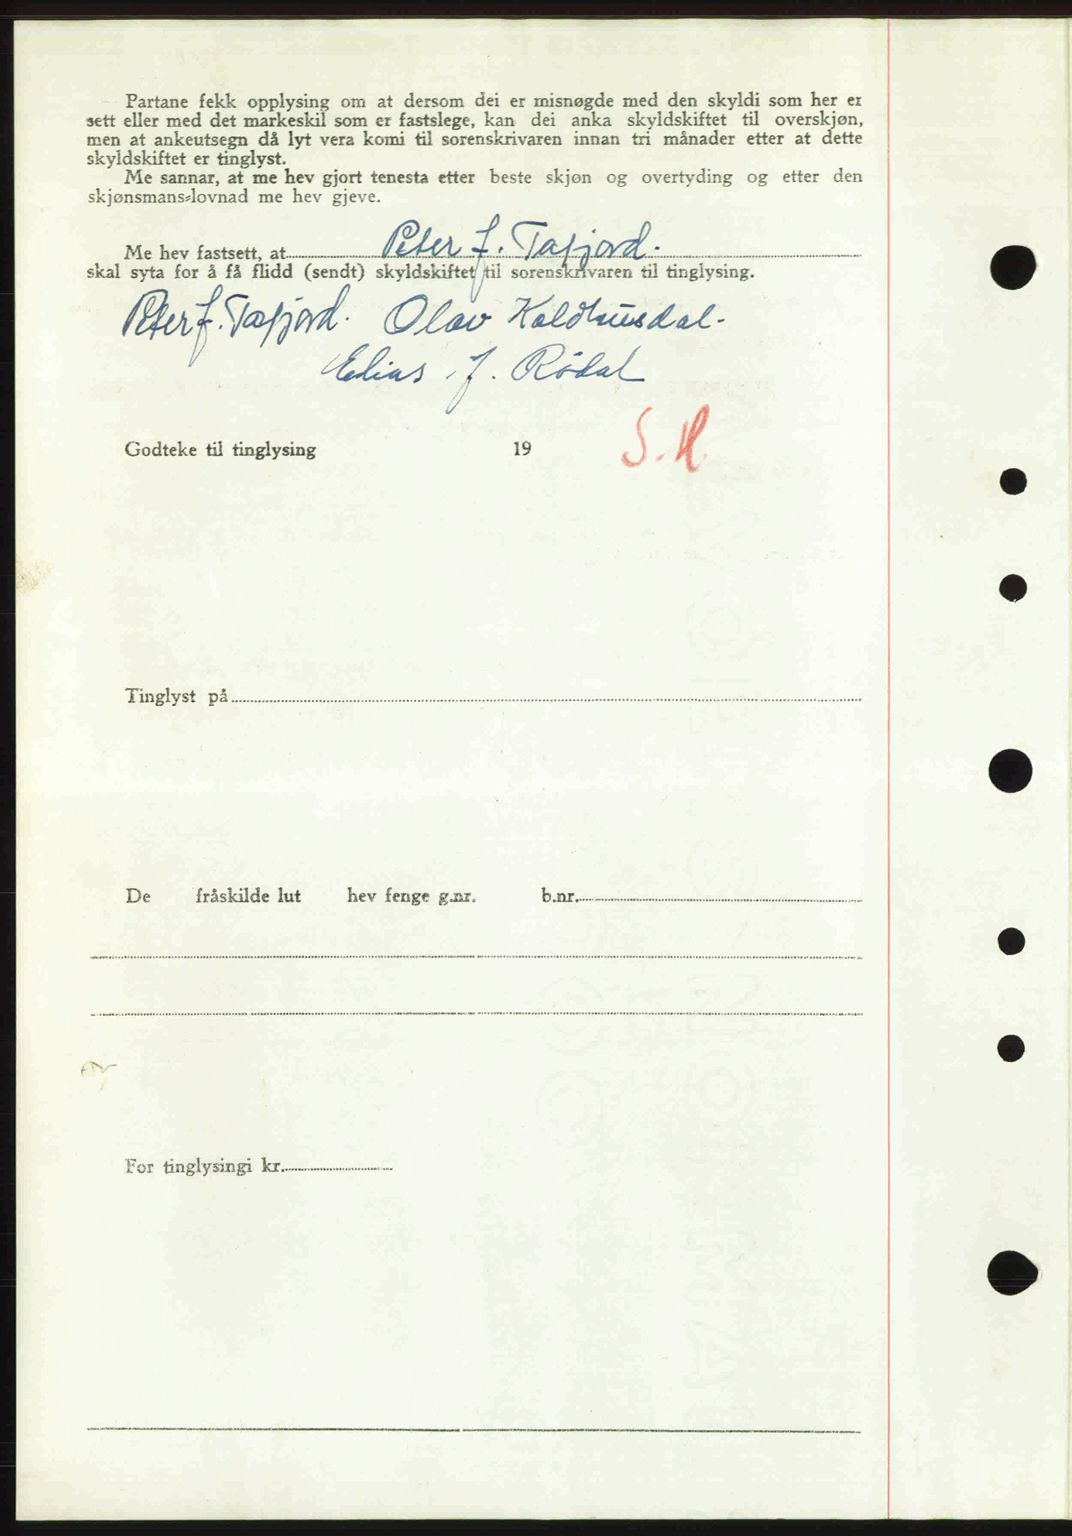 Partane fekk opplysing om at dersom dei er misnøgde med den skyldi som her er
sett eller med det markeskil som er fastslege, kan dei anka skyldskiftet til overskjøn,
men at ankeutsegn då lyt vera komi til sorenskrivaren innan tri månader etter at dette
skyldskiftet er tinglyst.
Me sannar, at me hev gjort tenesta etter beste skjøn og overtyding og etter den
skjønsmans-lovnad me hev gjeve.
Me hev fastsett, at Peter J. Tafjord.
skal syta for å få flidd (sendt) skyldskiftet til sorenskrivaren til tinglysing.
Peter J. Tafjord. Olav Kaldhusdal.
Elias J. Rødal
Godteke til tinglysing 19 S.H.
Tinglyst på
De fråskilde lut hev fenge g.nr. b.nr.
For tinglysingi kr.